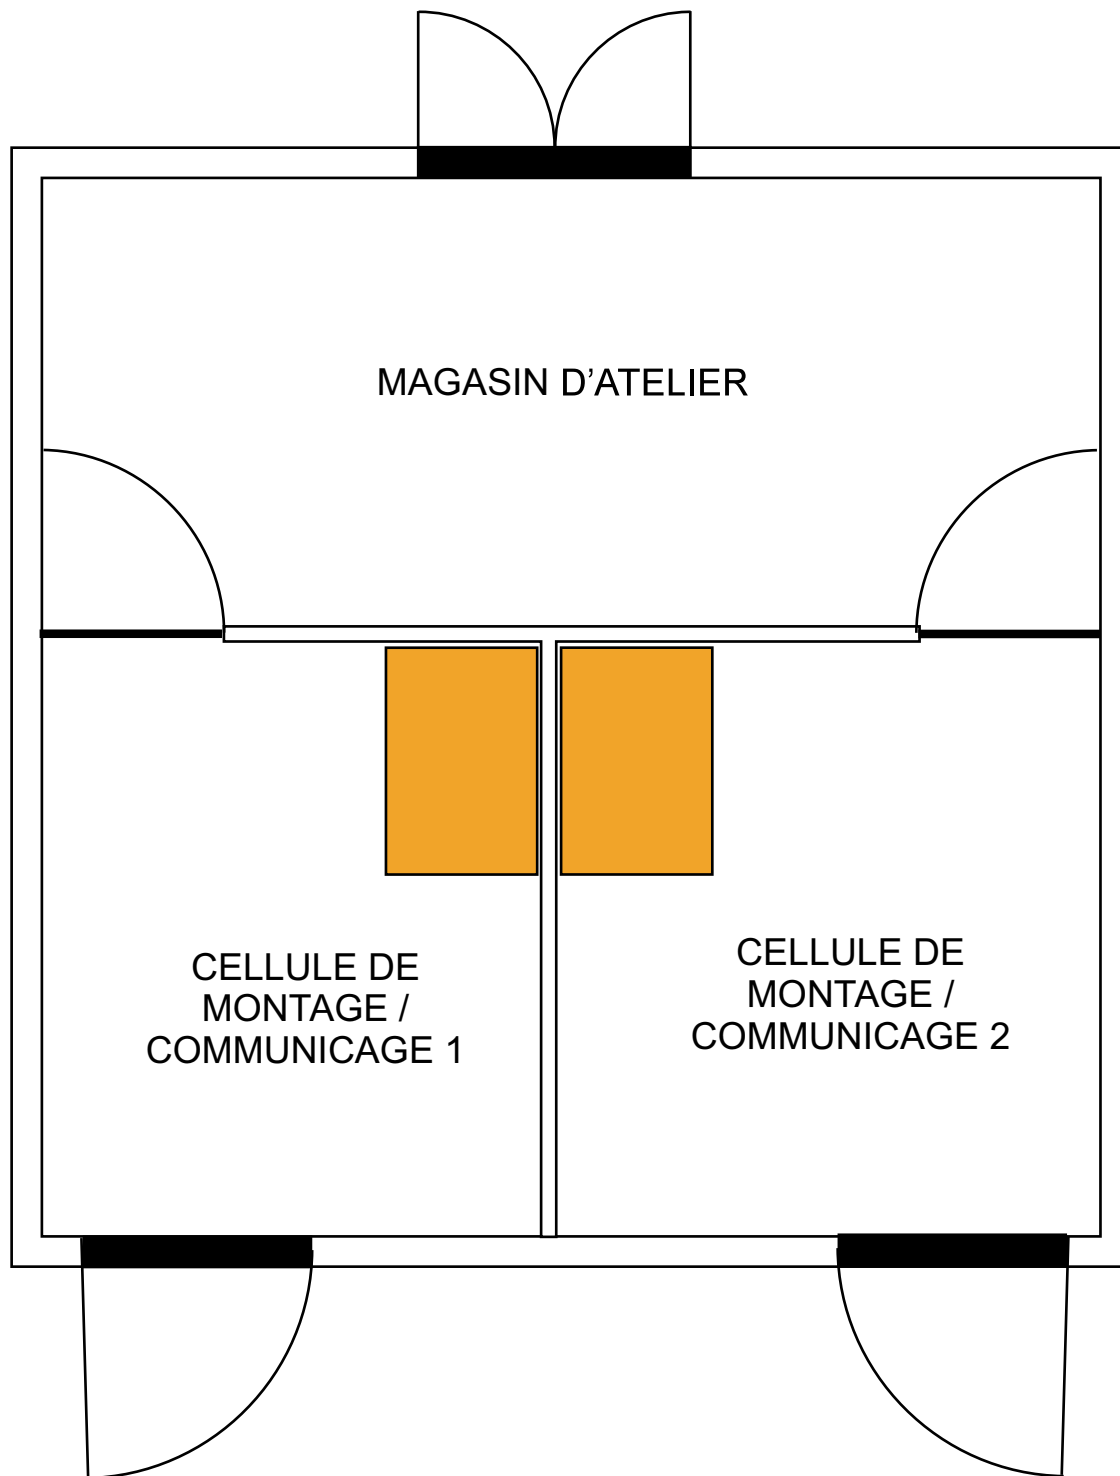 MAGASIN D'ATELIER
CELLULE DE
MONTAGE /
COMMUNICAGE 1
CELLULE DE
MONTAGE /
COMMUNICAGE 2